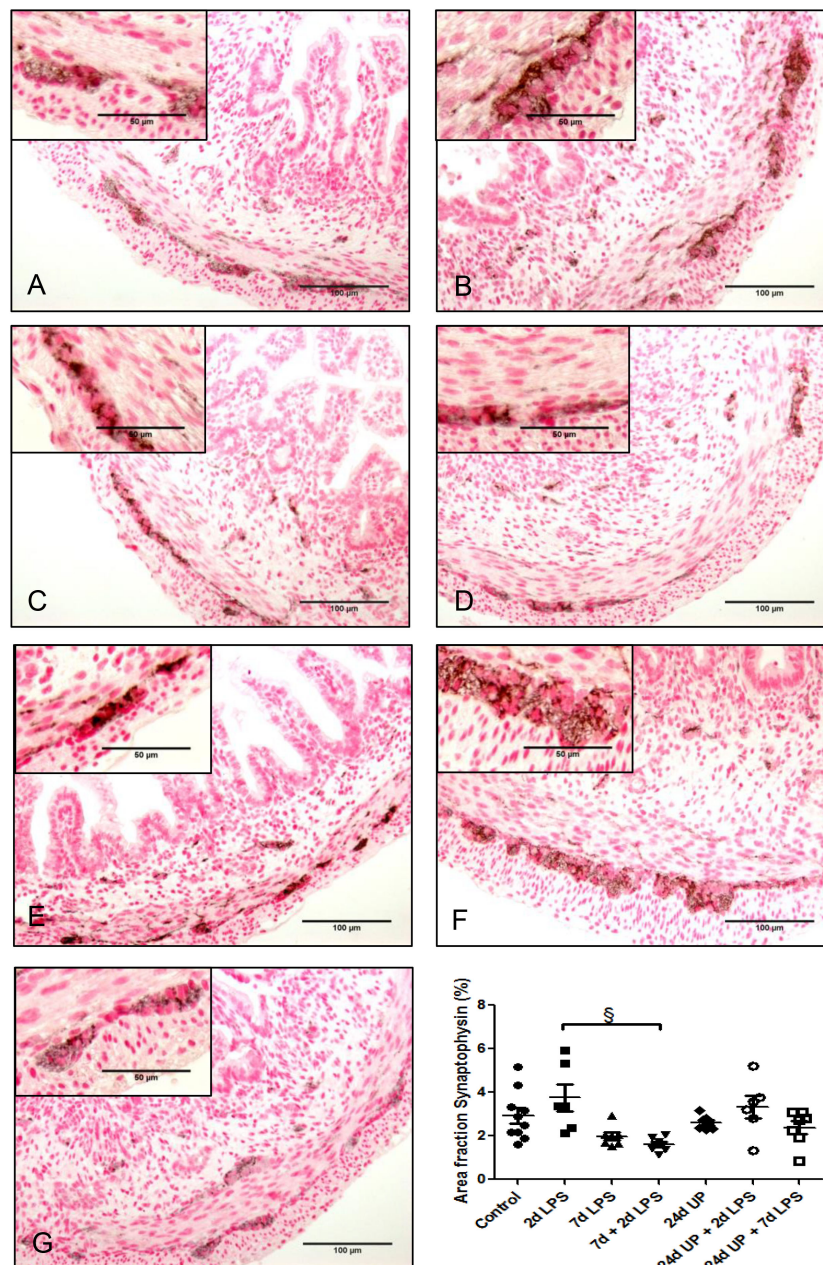 50 µm
A
100 µm
50 µm
B
100 µm
50 µm
C
100 µm
50 µm
D
100 µm
50 µm
E
100 µm
50 µm
F
100 µm
50 µm
G
100 µm
Area fraction Synaptophysin (%)
8
6
4
2
0
§
Control
2d LPS
7d LPS
7d + 2d LPS
24d UP
24d UP + 2d LPS
24d UP + 7d LPS